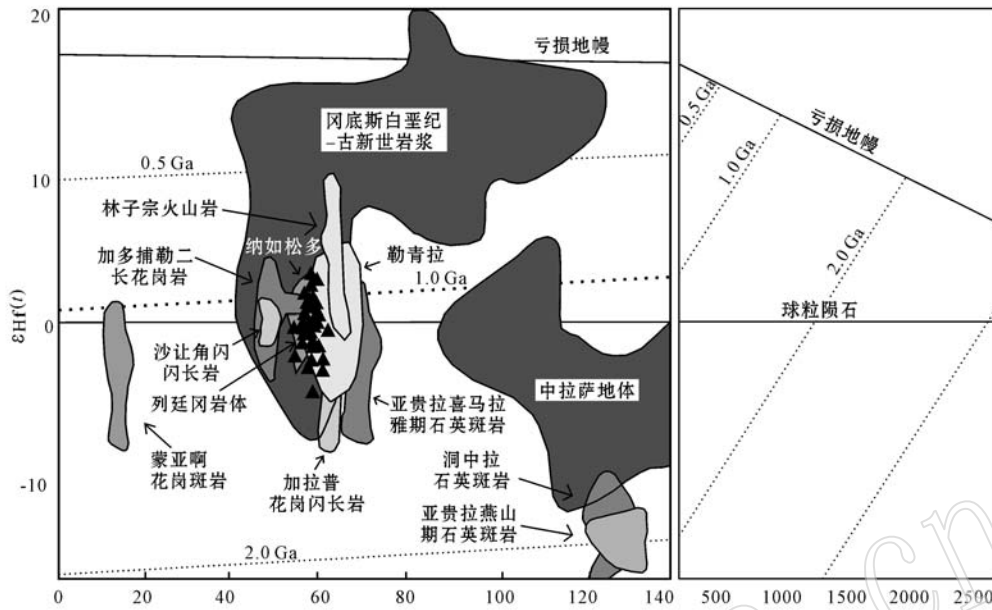 20
亏损地幔
冈底斯白垩纪
-古新世岩浆
0.5 Ga
10
林子宗火山岩
纳如松多
加多捕勒二
长花岗岩
勒青拉
1.0 Ga
εHf(t)
0
沙让角闪
闪长岩
列廷冈岩体
中拉萨地体
亚贵拉喜马拉
雅期石英斑岩
蒙亚啊
花岗斑岩
加拉普
花岗闪长岩
洞中拉
石英斑岩
-10
亚贵拉燕山
期石英斑岩
2.0 Ga
0 20 40 60 80 100 120 140
0.5 Ga
1.0 Ga
亏损地幔
2.0 Ga
球粒陨石
500 1000 1500 2000 2500